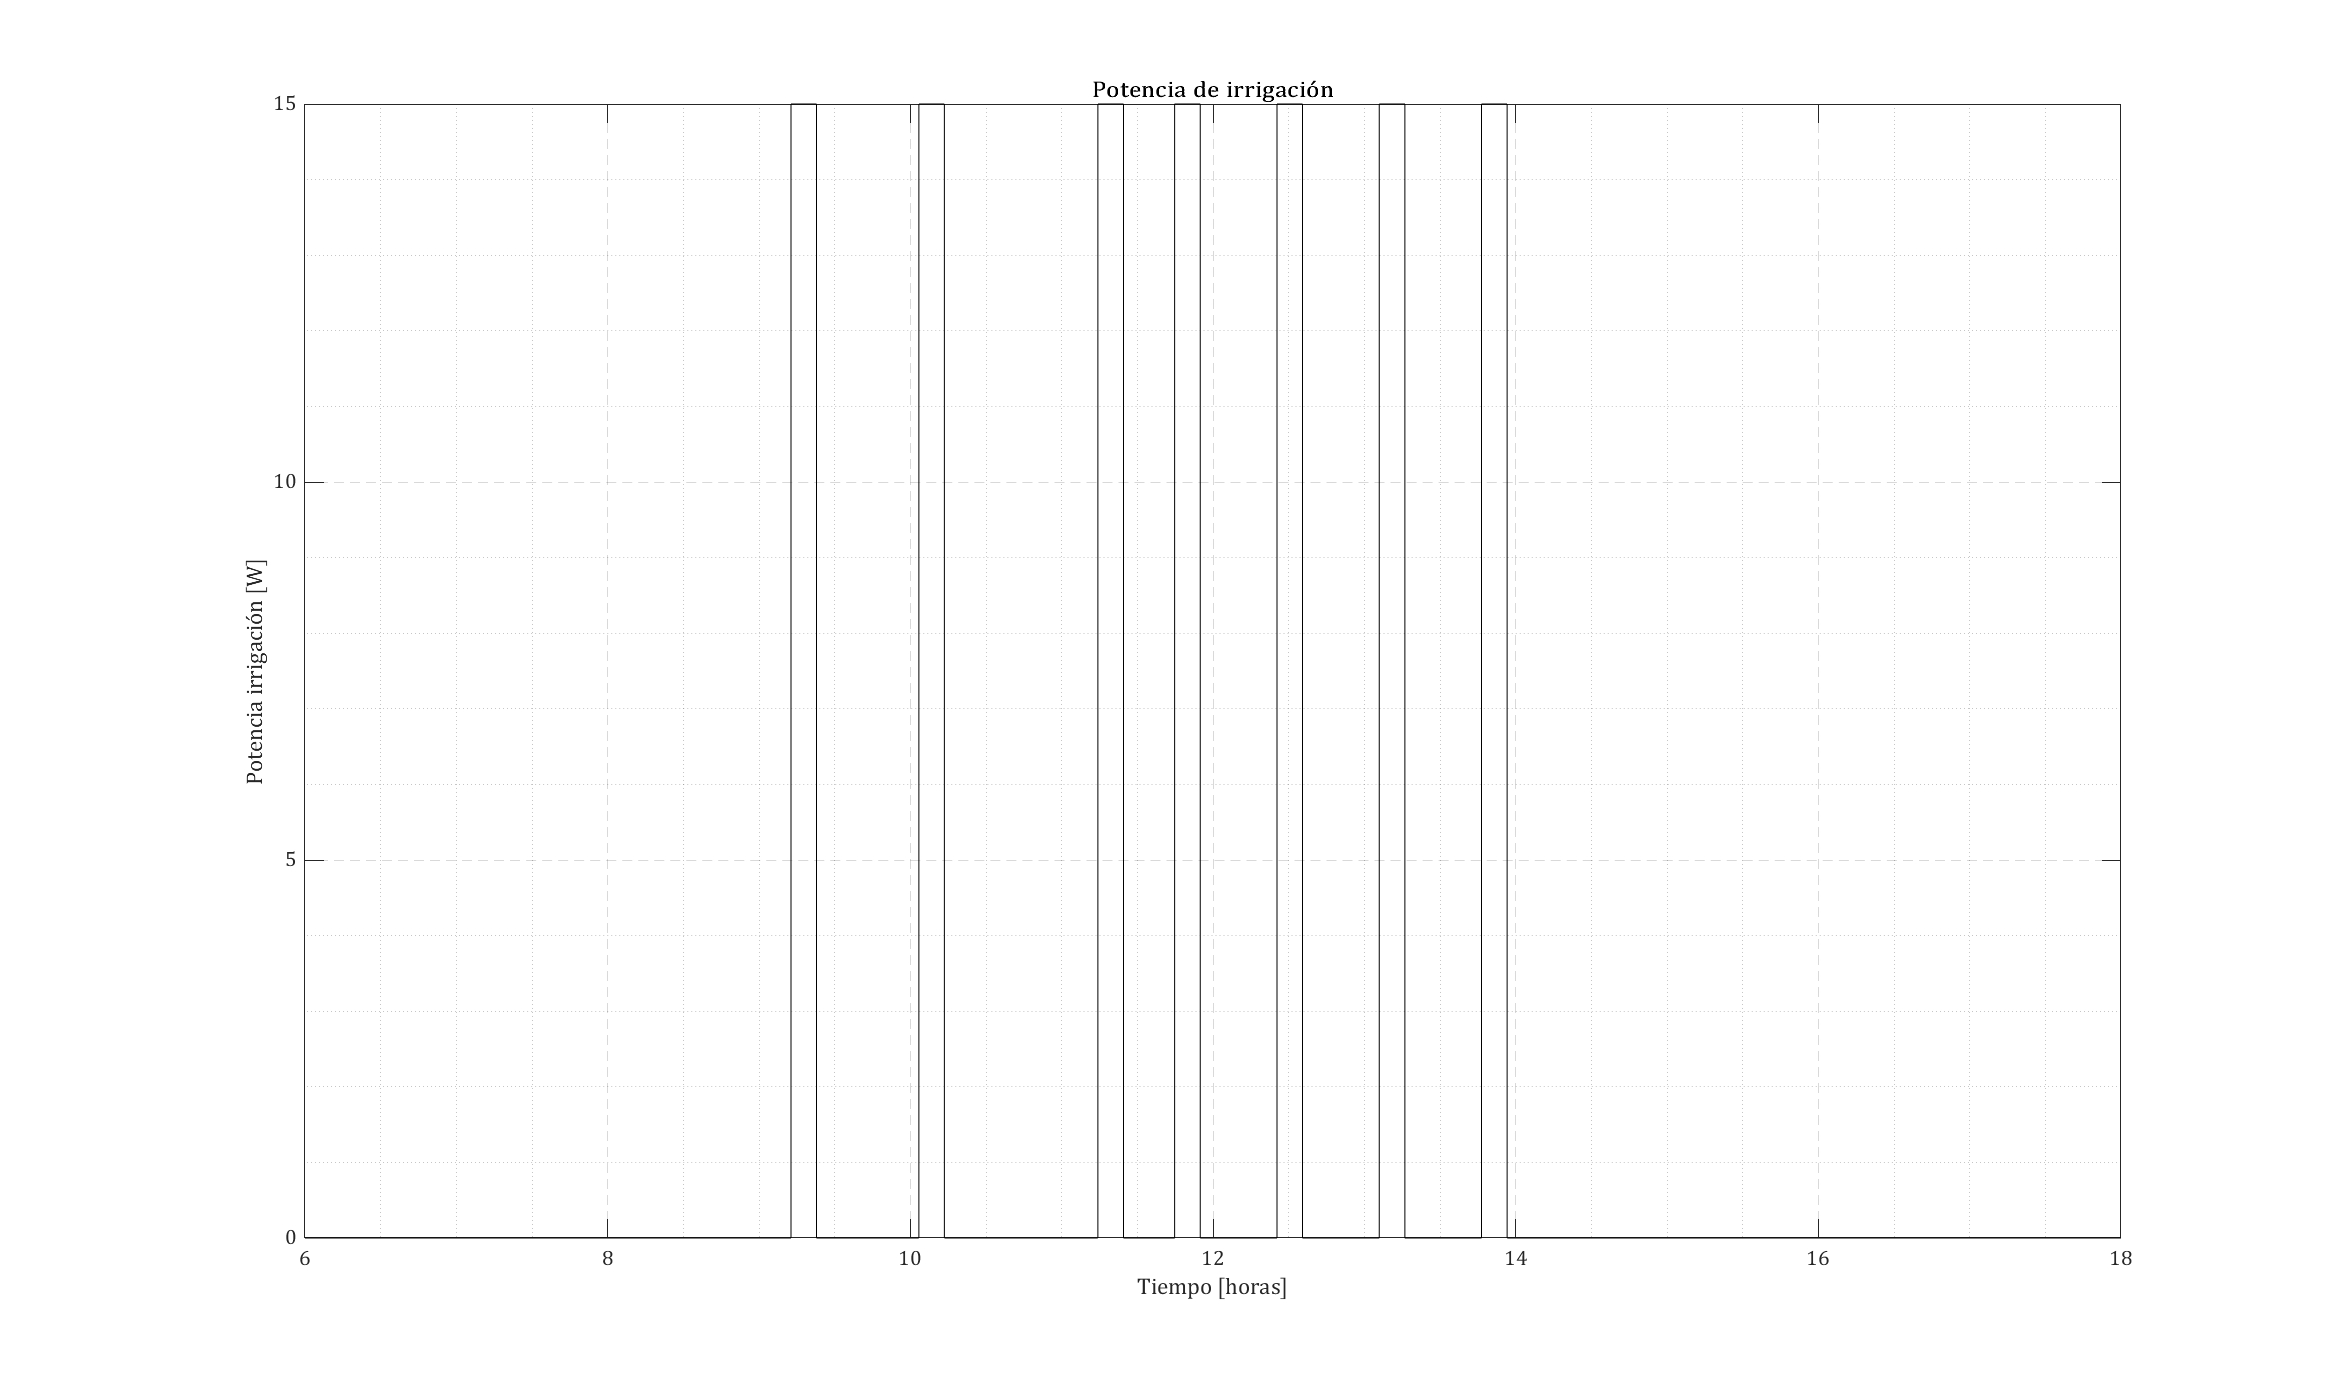 Potencia de irrigación
15
10
5
0
Potencia irrigación [W]
6 8 10 12 14 16 18
Tiempo [horas]